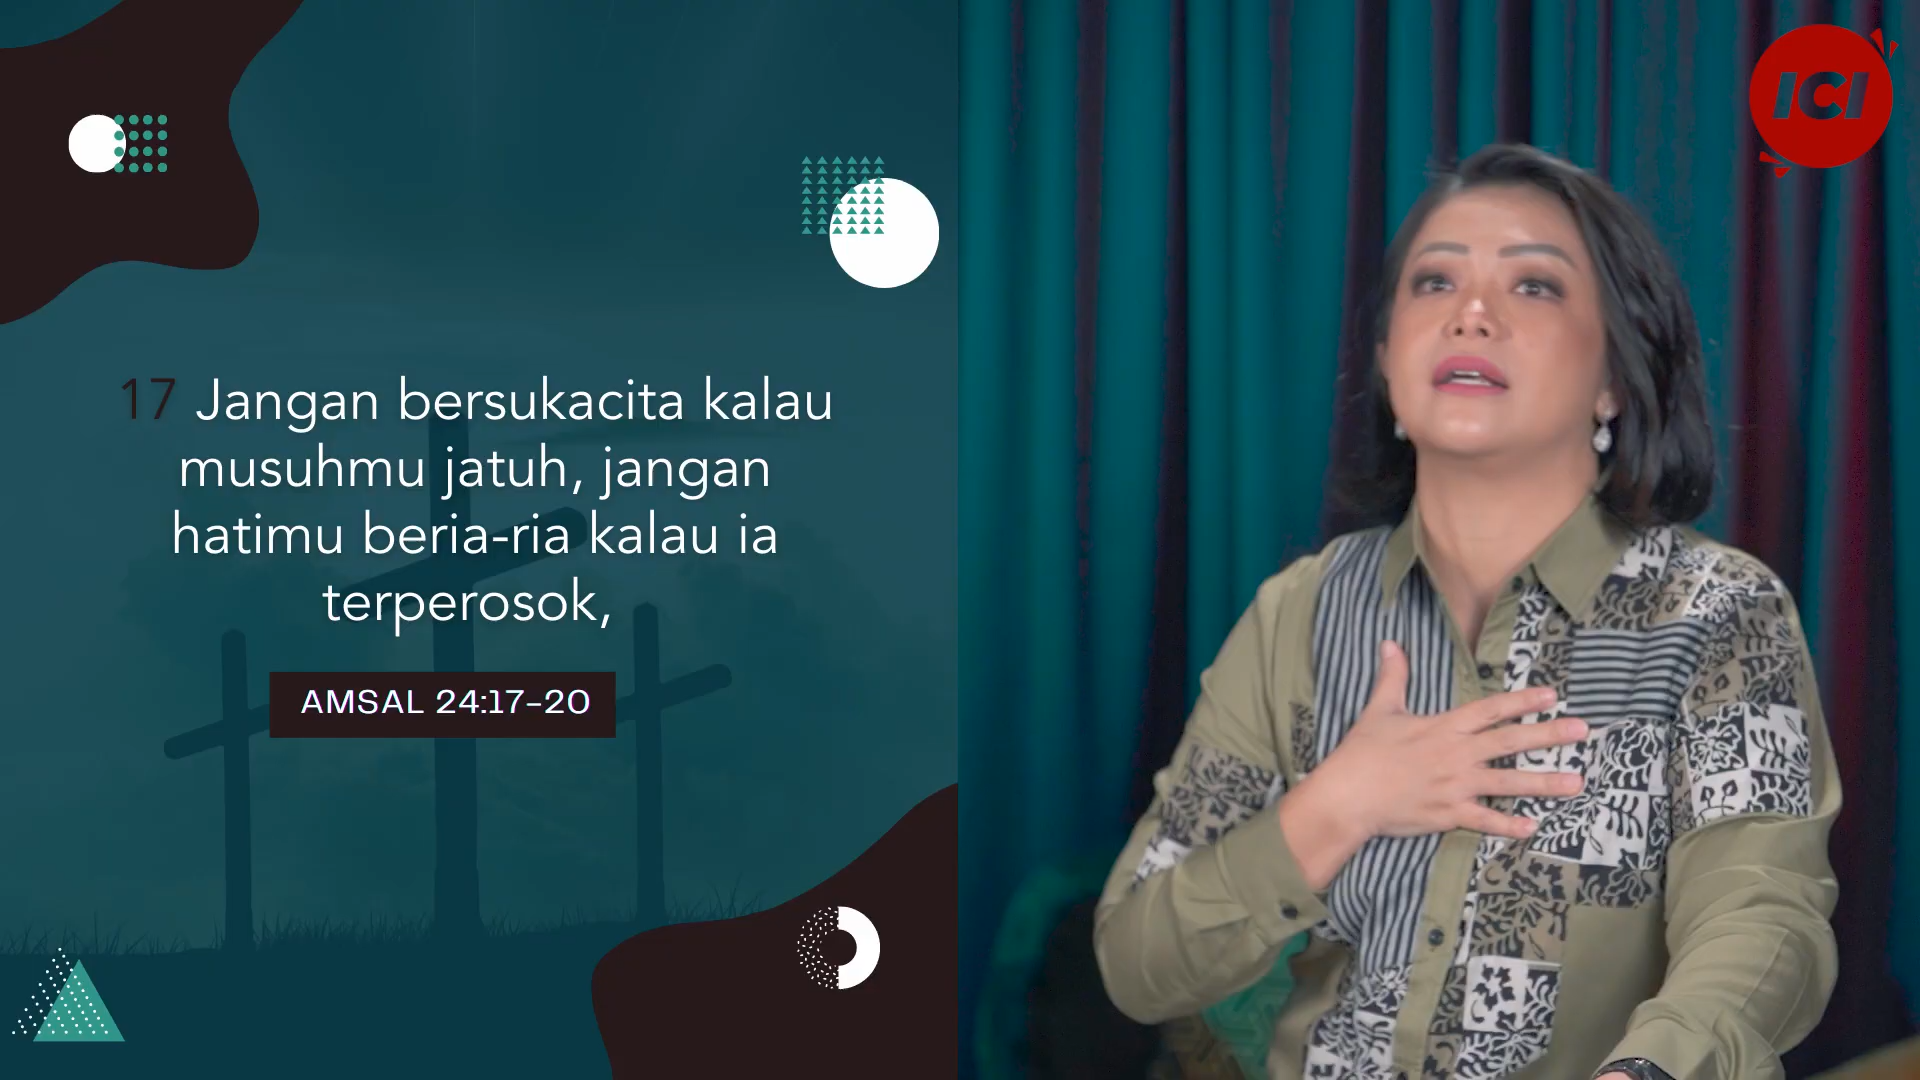 17 Jangan bersukacita kalau
musuhmu jatuh, jangan
hatimu beria-ria kalau ia
terperosok,
AMSAL 24:17-20
ICI